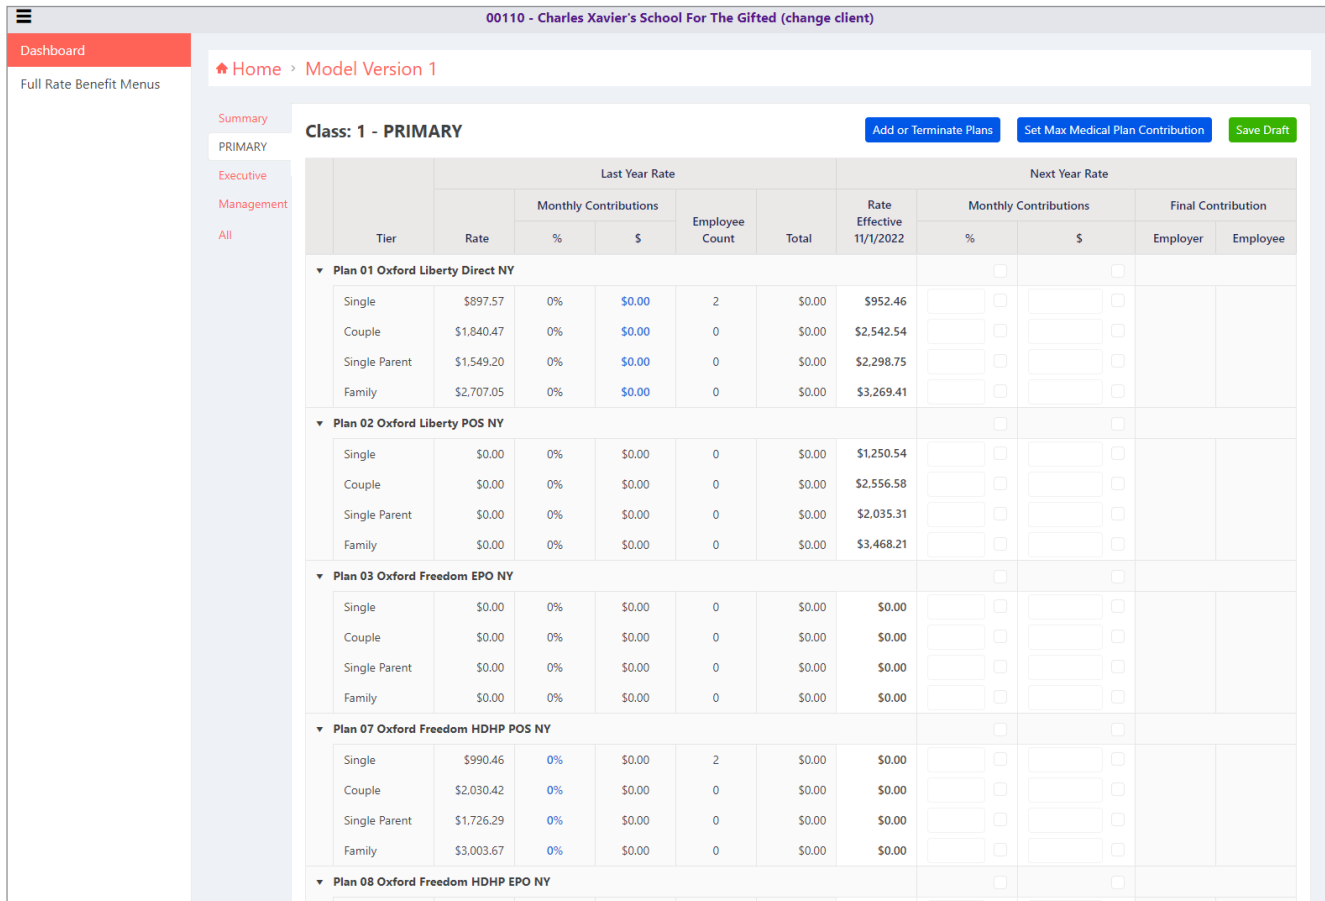 00110 - Charles Xavier's School For The Gifted (change client)
Dashboard
Full Rate Benefit Menus
Home > Model Version 1
Summary
PRIMARY
Executive
Management
All
Class: 1 - PRIMARY
Add or Terminate Plans
Set Max Medical Plan Contribution
Save Draft
Last Year Rate Next Year Rate
Monthly Contributions Rate Effective 11/1/2022 Monthly Contributions Final Contribution
Tier Rate % $ Employee Count Total % $ Employer Employee
Plan 01 Oxford Liberty Direct NY
Single $897.57 0% $0.00 2 $0.00 $952.46
Couple $1,840.47 0% $0.00 0 $0.00 $2,542.54
Single Parent $1,549.20 0% $0.00 0 $0.00 $2,298.75
Family $2,707.05 0% $0.00 0 $0.00 $3,269.41
Plan 02 Oxford Liberty POS NY
Single $0.00 0% $0.00 0 $0.00 $1,250.54
Couple $0.00 0% $0.00 0 $0.00 $2,556.58
Single Parent $0.00 0% $0.00 0 $0.00 $2,035.31
Family $0.00 0% $0.00 0 $0.00 $3,468.21
Plan 03 Oxford Freedom EPO NY
Single $0.00 0% $0.00 0 $0.00 $0.00
Couple $0.00 0% $0.00 0 $0.00 $0.00
Single Parent $0.00 0% $0.00 0 $0.00 $0.00
Family $0.00 0% $0.00 0 $0.00 $0.00
Plan 07 Oxford Freedom HDHP POS NY
Single $990.46 0% $0.00 2 $0.00 $0.00
Couple $2,030.42 0% $0.00 0 $0.00 $0.00
Single Parent $1,726.29 0% $0.00 0 $0.00 $0.00
Family $3,003.67 0% $0.00 0 $0.00 $0.00
Plan 08 Oxford Freedom HDHP EPO NY